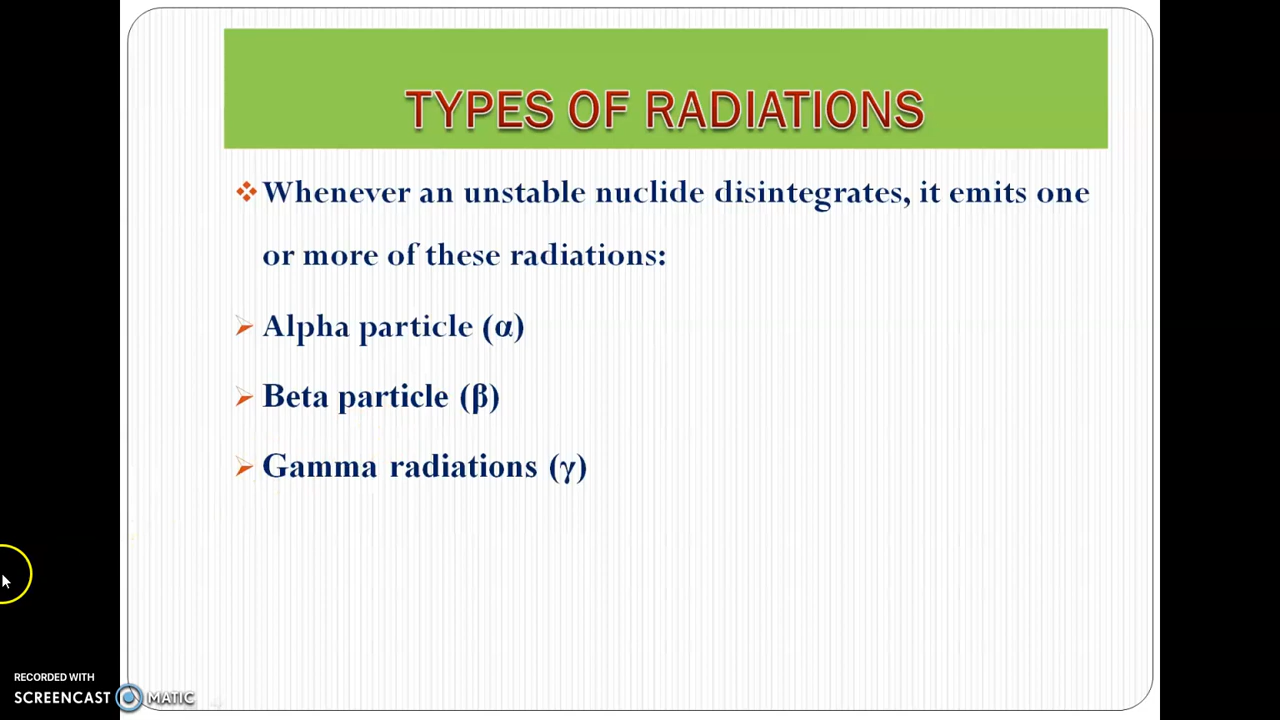 TYPES OF RADIATIONS
Whenever an unstable nuclide disintegrates, it emits one
or more of these radiations:
Alpha particle (α)
Beta particle (β)
Gamma radiations (γ)
RECORDED WITH
SCREENCAST MATIC